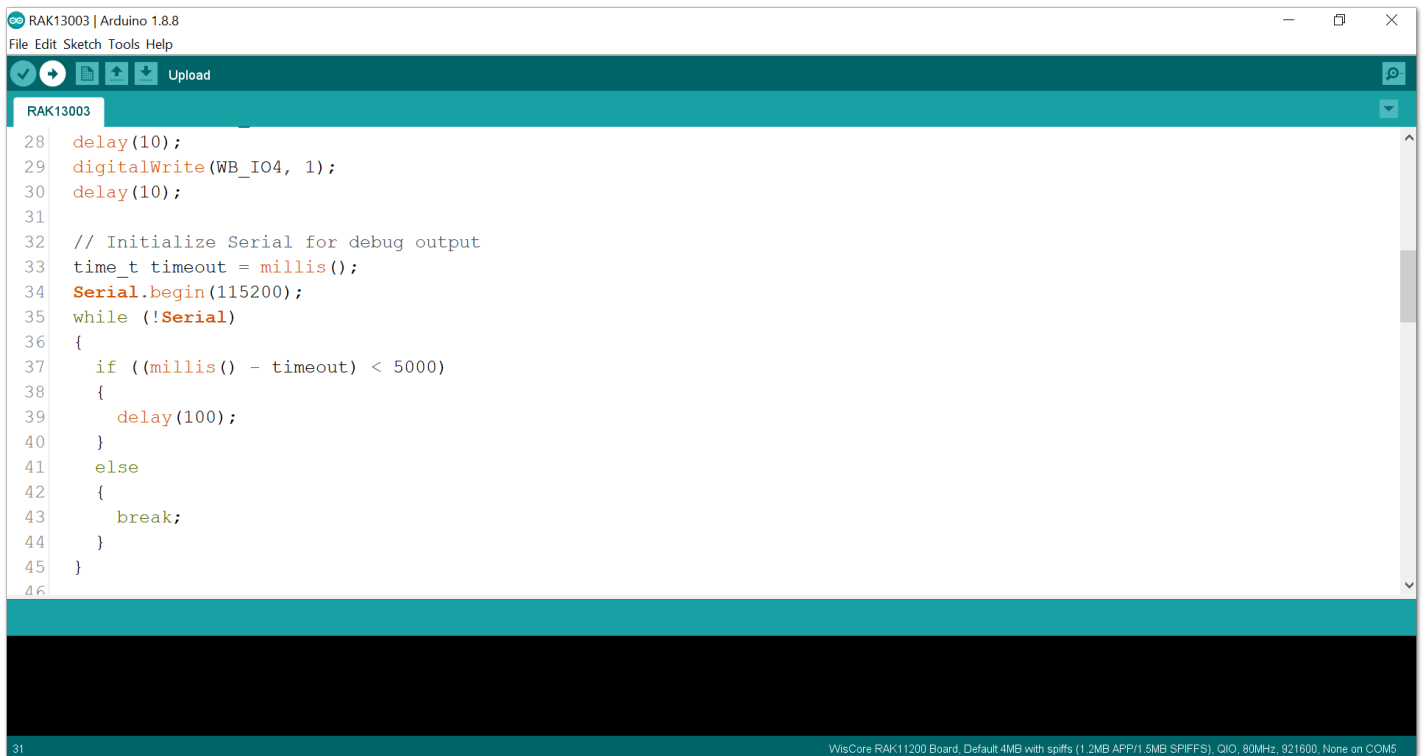 RAK13003 | Arduino 1.8.8
File Edit Sketch Tools Help
Upload
RAK13003
28 delay(10);
29 digitalWrite(WB_IO4, 1);
30 delay(10);
31
32 // Initialize Serial for debug output
33 time_t timeout = millis();
34 Serial.begin(115200);
35 while (!Serial)
36 {
37 if ((millis() - timeout) < 5000)
38 {
39 delay(100);
40 }
41 else
42 {
43 break;
44 }
45 }
46
31 WisCore RAK11200 Board, Default 4MB with spiffs (1.2MB APP/1.5MB SPIFFS), QIO, 80MHz, 921600, None on COM5